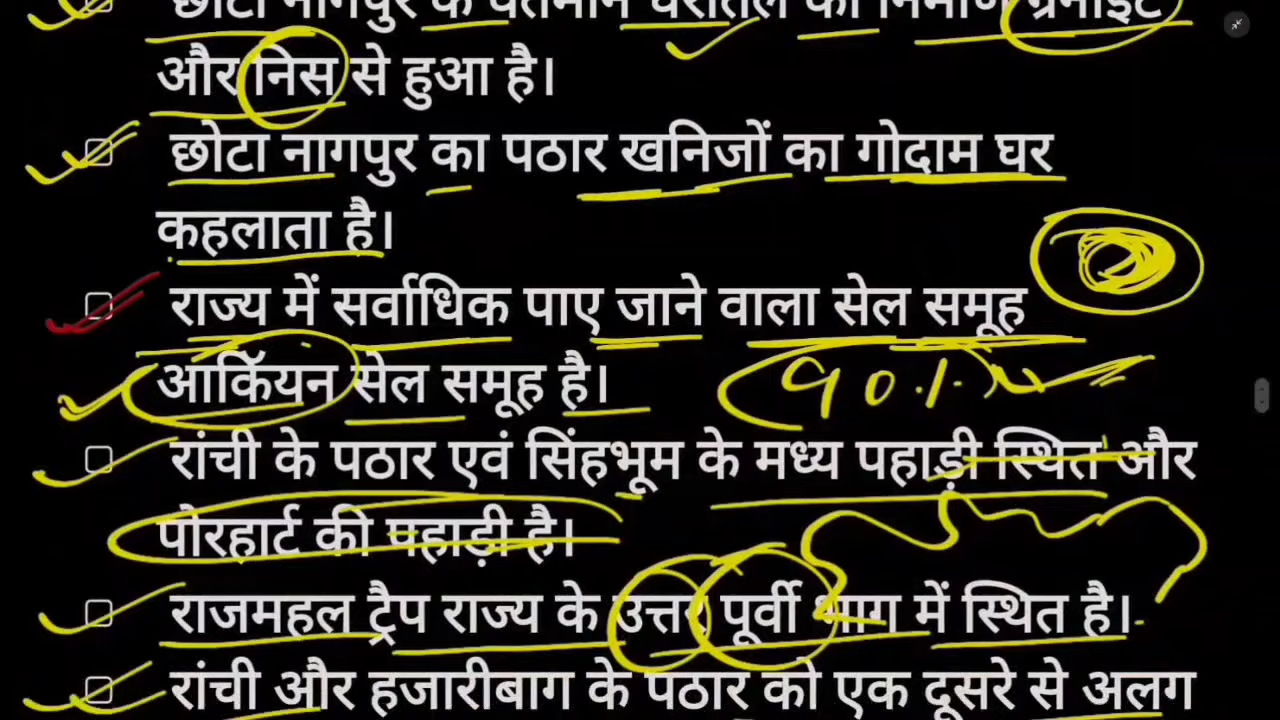 छोटा नागपुर के वर्तमान धरातल का निर्माण ग्रेनाइट
और निस से हुआ है।
छोटा नागपुर का पठार खनिजों का गोदाम घर
कहलाता है।
राज्य में सर्वाधिक पाए जाने वाला सेल समूह
आर्कियन सेल समूह है।
90%
रांची के पठार एवं सिंहभूम के मध्य पहाड़ी स्थित और
पोरहार्ट की पहाड़ी है।
राजमहल ट्रैप राज्य के उत्तर पूर्वी भाग में स्थित है।
रांची और हजारीबाग के पठार को एक दूसरे से अलग